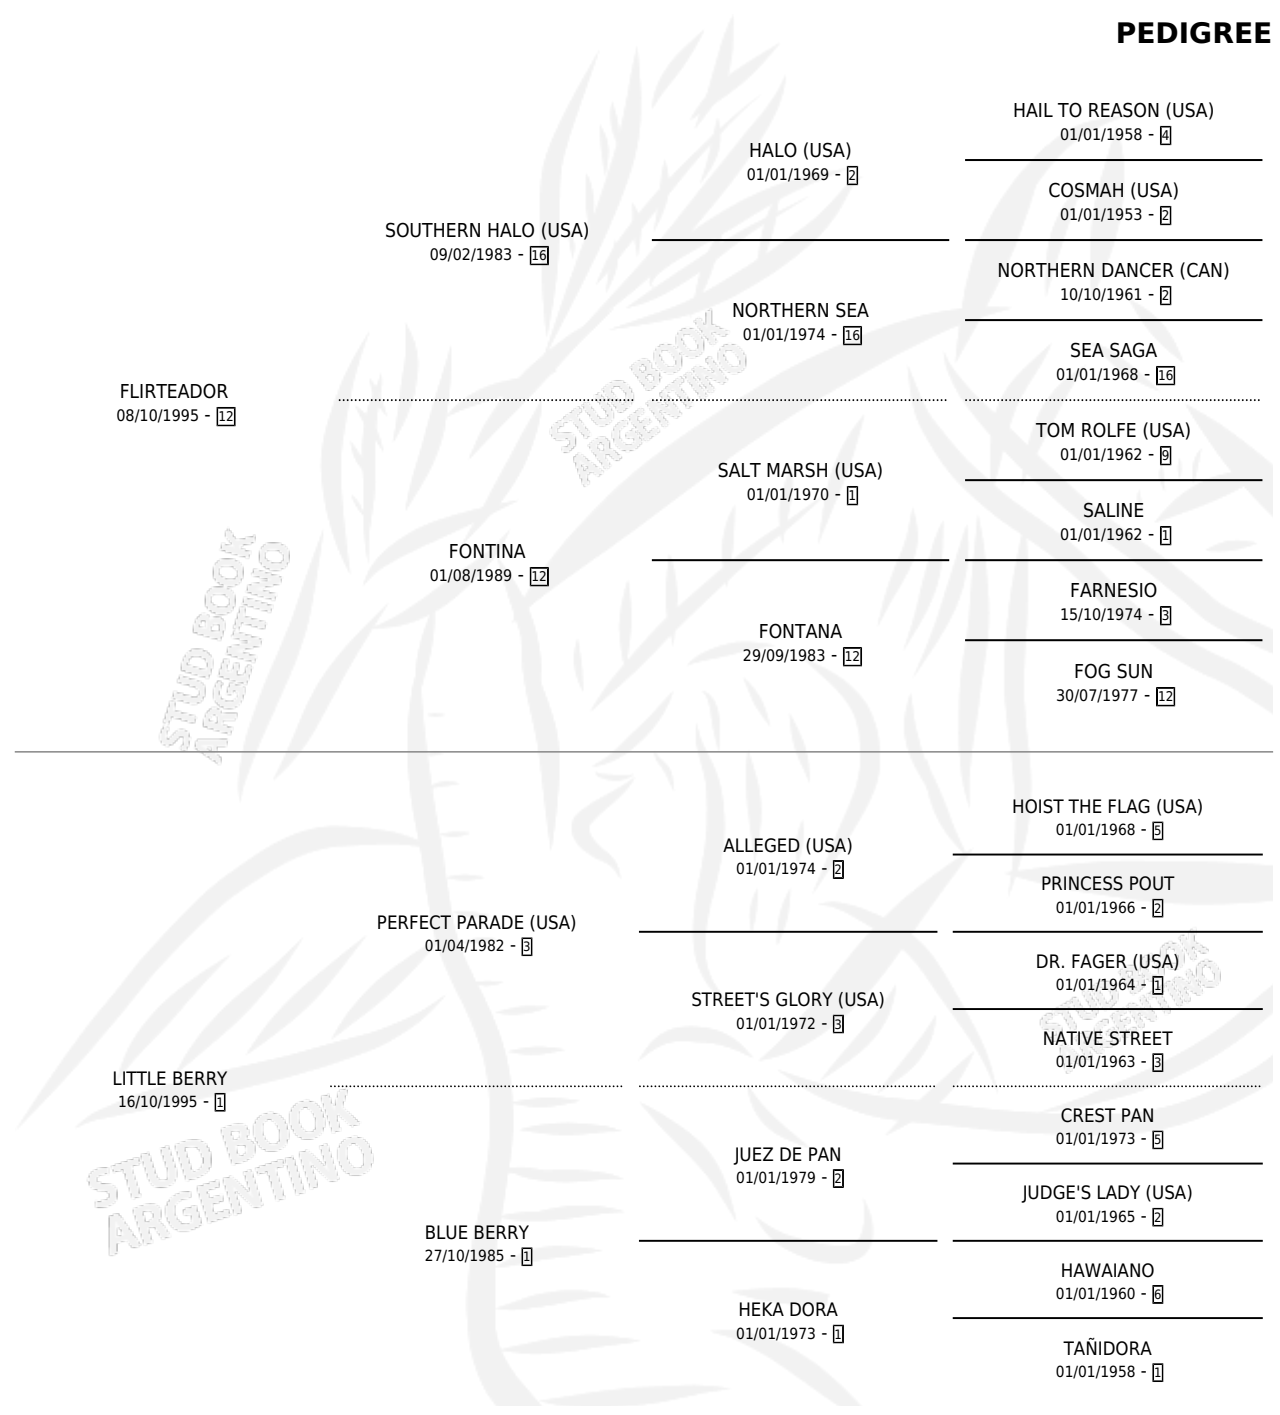 PEDIGREE
HAIL TO REASON (USA)
01/01/1958 - 4
HALO (USA)
01/01/1969 - 2
COSMAH (USA)
01/01/1953 - 2
SOUTHERN HALO (USA)
09/02/1983 - 16
NORTHERN DANCER (CAN)
10/10/1961 - 2
NORTHERN SEA
01/01/1974 - 16
SEA SAGA
01/01/1968 - 16
FLIRTEADOR
08/10/1995 - 12
TOM ROLFE (USA)
01/01/1962 - 9
SALT MARSH (USA)
01/01/1970 - 1
SALINE
01/01/1962 - 1
FONTINA
01/08/1989 - 12
FARNESIO
15/10/1974 - 3
FONTANA
29/09/1983 - 12
FOG SUN
30/07/1977 - 12
HOIST THE FLAG (USA)
01/01/1968 - 5
ALLEGED (USA)
01/01/1974 - 2
PRINCESS POUT
01/01/1966 - 2
PERFECT PARADE (USA)
01/04/1982 - 3
DR. FAGER (USA)
01/01/1964 - 1
STREET'S GLORY (USA)
01/01/1972 - 3
NATIVE STREET
01/01/1963 - 3
LITTLE BERRY
16/10/1995 - 1
CREST PAN
01/01/1973 - 5
JUEZ DE PAN
01/01/1979 - 2
JUDGE'S LADY (USA)
01/01/1965 - 2
BLUE BERRY
27/10/1985 - 1
HAWAIANO
01/01/1960 - 6
HEKA DORA
01/01/1973 - 1
TAÑIDORA
01/01/1958 - 1
STUD BOOK
ARGENTINO
STUD BOOK
ARGENTINO
STUD BOOK
ARGENTINO
STUD BOOK
ARGENTINO